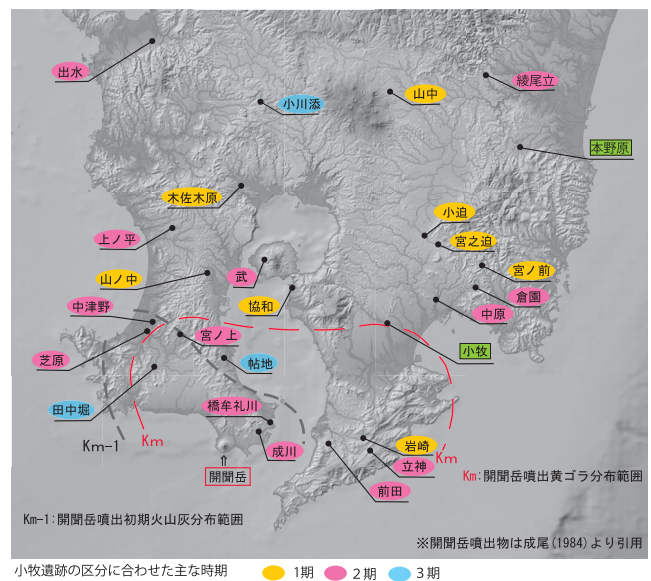 出水
綾尾立
山中
小川添
本野原
木佐木原
小迫
上ノ平
宮之迫
武
宮ノ前
山ノ中
倉園
協和
中津野
中原
宮ノ上
小牧
芝原
帖地
橋牟礼川
田中堀
Km
Km-1
成川
岩崎
Km
立神
開聞岳
前田
Km:開聞岳噴出黄ゴラ分布範囲
Km-1:開聞岳噴出初期火山灰分布範囲
※開聞岳噴出物は成尾(1984)より引用
小牧遺跡の区分に合わせた主な時期 1期 2期 3期